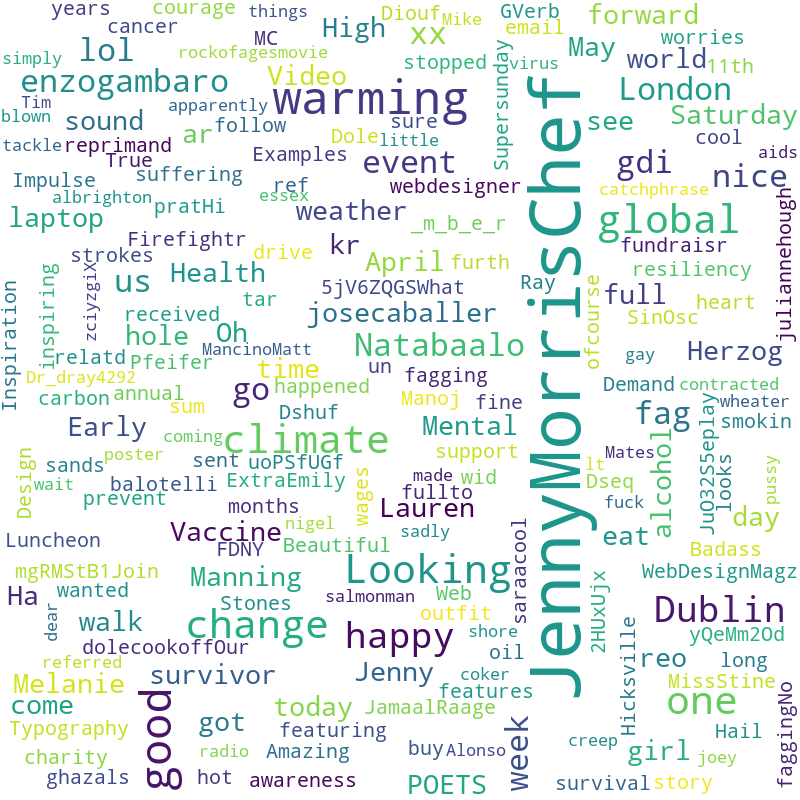 years
courage
things
cancer
MC
rockofagesmovie
simply
lol
High
Diouf
Mike
GVerb
email
xx
stopped
virus
forward
May
worries
world
11th
enzogambaro
Video
warming
London
Tim
apparently
blown
sound
ar
follow
Dole
sure
little
Supersunday
see
Saturday
cool
tackle
reprimand
True
Examples
event
gdi
nice
aids
Impulse
suffering
ref
essex
webdesigner
catchphrase
albrighton
pratHi
laptop
weather
_m_b_e_r
JennyMorrisChef
global
Firefightr
kr
drive
fundraisr
juliannehough
strokes
April
furth
resiliency
us
Health
5jV6ZQGSWhat
Ray
full
heart
zciyzgiX
tar
josecaballer
ofcourse
SinOsc
Inspiration
inspiring
received
hole
Oh
Natabaalo
gay
Herzog
relatd
Pfeifer
MancinoMatt
time
un
fagging
Dr_dray4292
carbon
annual
happened
Manoj
fine
Demand
contracted
wheater
sum
go
Dshuf
fag
smokin
Early
coming
climate
Mental
Mates
poster
sands
sent
uoPSfUGf
support
lt
looks
JuO32S5eplay
Design
wait
balotelli
ExtraEmily
wages
made
wid
Dseq
alcohol
pussy
prevent
months
fullto
fuck
Vaccine
nigel
Lauren
day
Luncheon
FDNY
Beautiful
sadly
saraacool
eat
Badass
mgRMStB1Join
Manning
Looking
WebDesignMagz
Ha
wanted
Stones
salmonman
Web
2HUxUjx
Dublin
dear
walk
change
outfit
happy
shore
yQeMm2Od
dolecookoffOur
oil
reo
long
referred
survivor
Jenny
coker
Hicksville
MissStine
Melanie
features
one
come
good
today
JamaalRaage
faggingNo
Typography
got
featuring
week
Hail
charity
radio
Amazing
buy
Alonso
creep
girl
joey
ghazals
hot
awareness
POETS
survival
story